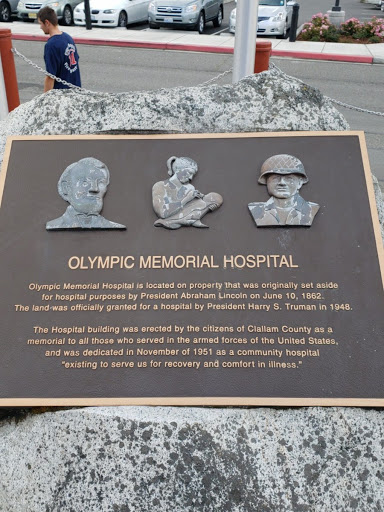 OLYMPIC MEMORIAL HOSPITAL
Olympic Memorial Hospital is located on property that was originally set aside
for hospital purposes by President Abraham Lincoln on June 10, 1862.
The land was officially granted for a hospital by President Harry S. Truman in 1948.
The Hospital building was erected by the citizens of Clallam County as a
memorial to all those who served in the armed forces of the United States,
and was dedicated in November of 1951 as a community hospital
"existing to serve us for recovery and comfort in illness."